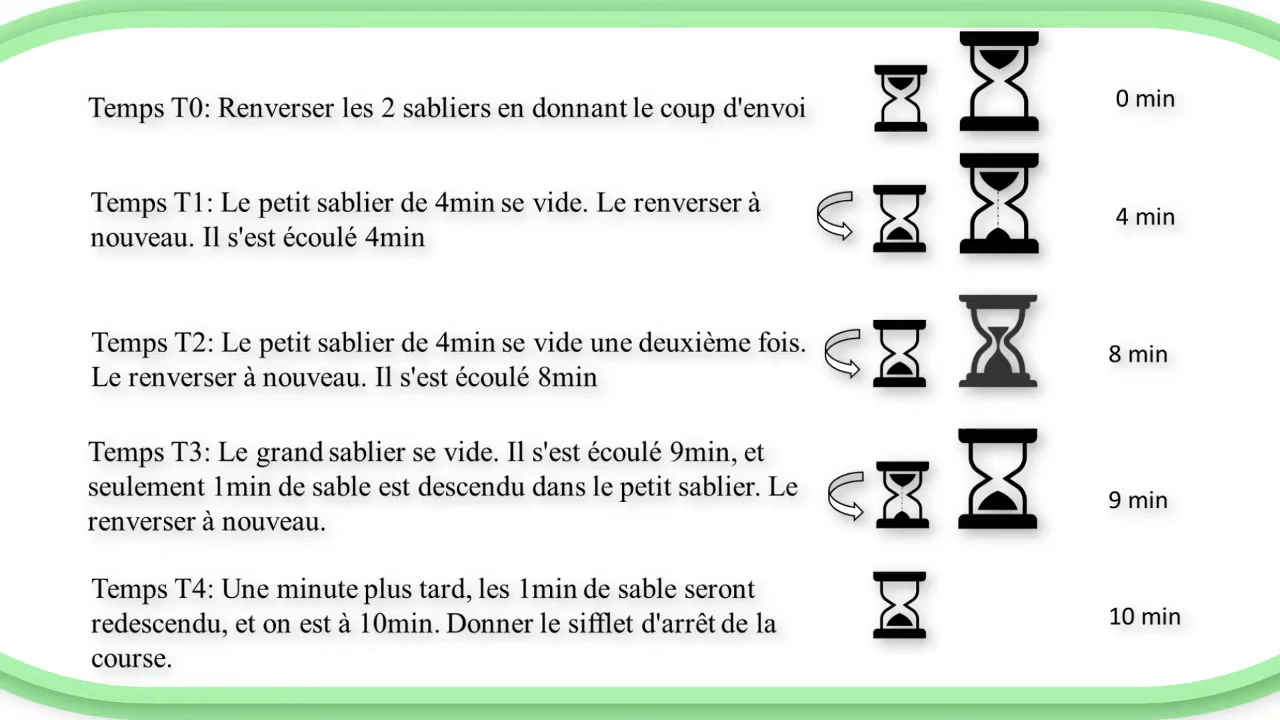 Temps T0: Renverser les 2 sabliers en donnant le coup d'envoi
0 min
Temps T1: Le petit sablier de 4min se vide. Le renverser à
nouveau. Il s'est écoulé 4min
4 min
Temps T2: Le petit sablier de 4min se vide une deuxième fois.
Le renverser à nouveau. Il s'est écoulé 8min
8 min
Temps T3: Le grand sablier se vide. Il s'est écoulé 9min, et
seulement 1min de sable est descendu dans le petit sablier. Le
renverser à nouveau.
9 min
Temps T4: Une minute plus tard, les 1min de sable seront
redescendu, et on est à 10min. Donner le sifflet d'arrêt de la
course.
10 min